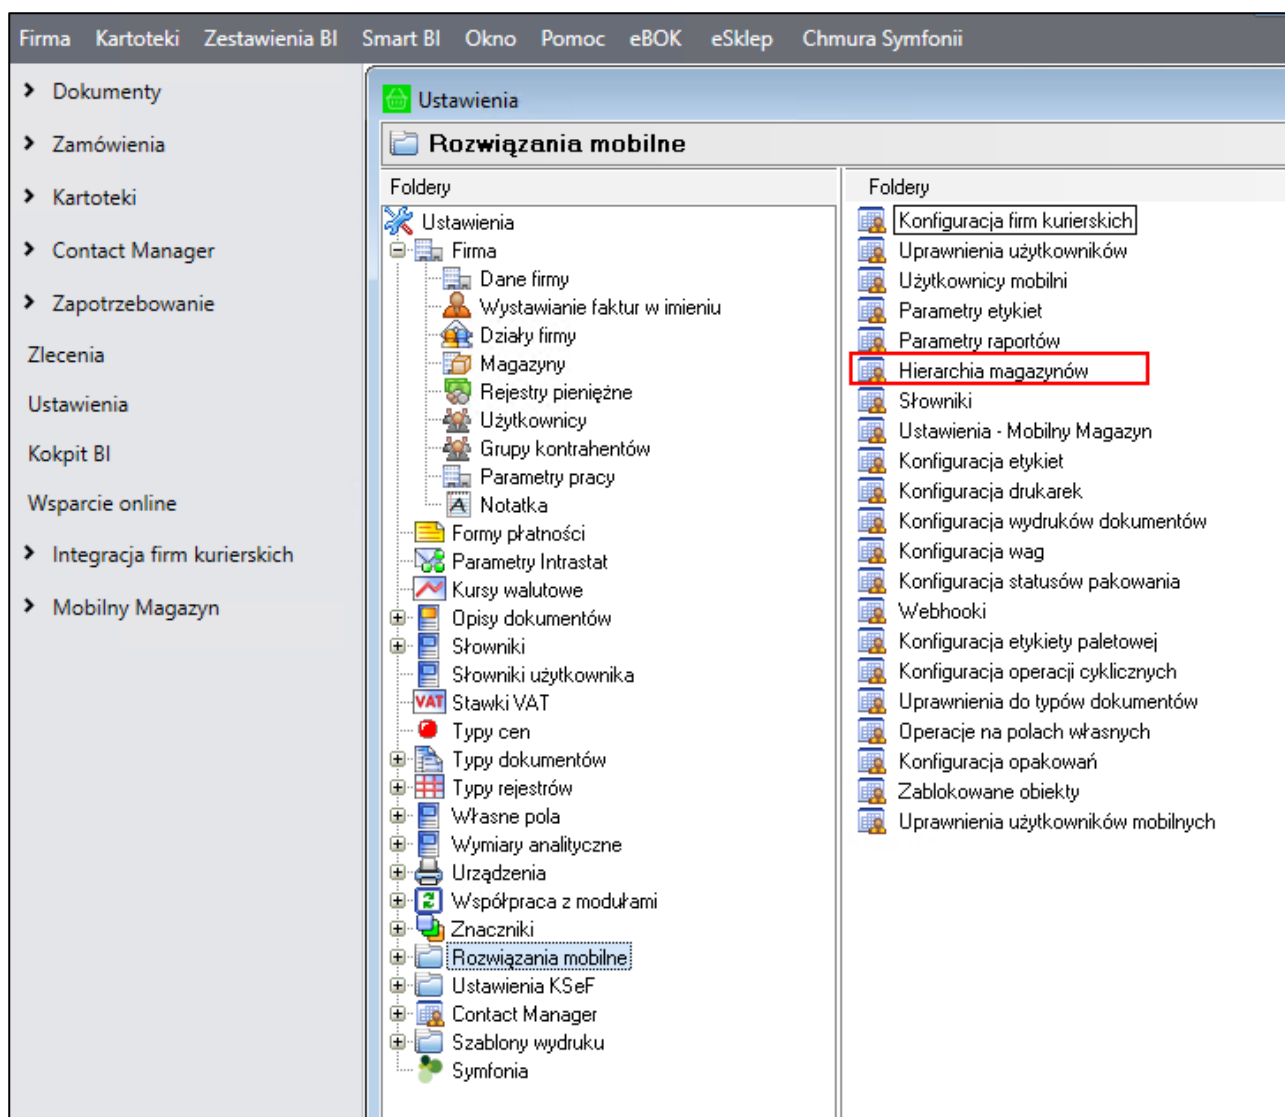 Firma Kartoteki Zestawienia BI Smart BI Okno Pomoc eBOK eSklep Chmura Symfonii
Dokumenty
Zamówienia
Kartoteki
Contact Manager
Zapotrzebowanie
Zlecenia
Ustawienia
Kokpit BI
Wsparcie online
Integracja firm kurierskich
Mobilny Magazyn
Ustawienia
Rozwiązania mobilne
Foldery
Ustawienia
Firma
Dane firmy
Wystawianie faktur w imieniu
Działy firmy
Magazyny
Rejestry pieniężne
Użytkownicy
Grupy kontrahentów
Parametry pracy
Notatka
Formy płatności
Parametry Intrastat
Kursy walutowe
Opisy dokumentów
Słowniki
Słowniki użytkownika
VAT Stawki VAT
Typy cen
Typy dokumentów
Typy rejestrów
Własne pola
Wymiary analityczne
Urządzenia
Współpraca z modułami
Znaczniki
Rozwiązania mobilne
Ustawienia KSeF
Contact Manager
Szablony wydruku
Symfonia
Foldery
Konfiguracja firm kurierskich
Uprawnienia użytkowników
Użytkownicy mobilni
Parametry etykiet
Parametry raportów
Hierarchia magazynów
Słowniki
Ustawienia - Mobilny Magazyn
Konfiguracja etykiet
Konfiguracja drukarek
Konfiguracja wydruków dokumentów
Konfiguracja wag
Konfiguracja statusów pakowania
Webhooki
Konfiguracja etykiety paletowej
Konfiguracja operacji cyklicznych
Uprawnienia do typów dokumentów
Operacje na polach własnych
Konfiguracja opakowań
Zablokowane obiekty
Uprawnienia użytkowników mobilnych